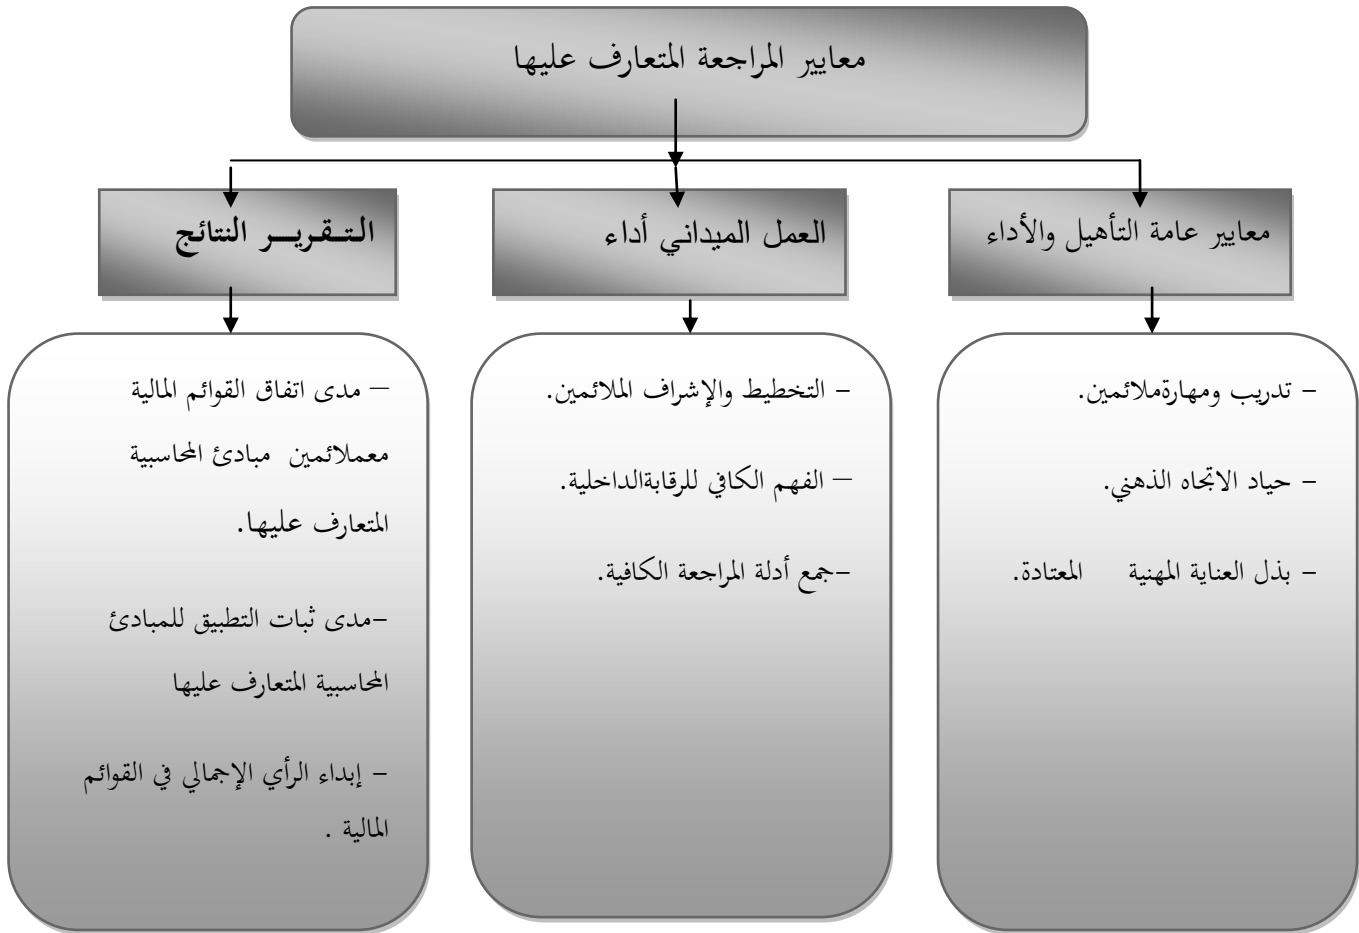 معايير المراجعة المتعارف عليها
معايير عامة التأهيل والأداء
العمل الميداني أداء
التـقريــر النتائج
– تدريب ومهارةملائمين.
– حياد الاتجاه الذهني.
– بذل العناية المهنية المعتادة.
– التخطيط والإشراف الملائمين.
– الفهم الكافي للرقابةالداخلية.
–جمع أدلة المراجعة الكافية.
– مدى اتفاق القوائم المالية
معملائمين مبادئ المحاسبية
المتعارف عليها.
–مدى ثبات التطبيق للمبادئ
المحاسبية المتعارف عليها
– إبداء الرأي الإجمالي في القوائم
المالية .